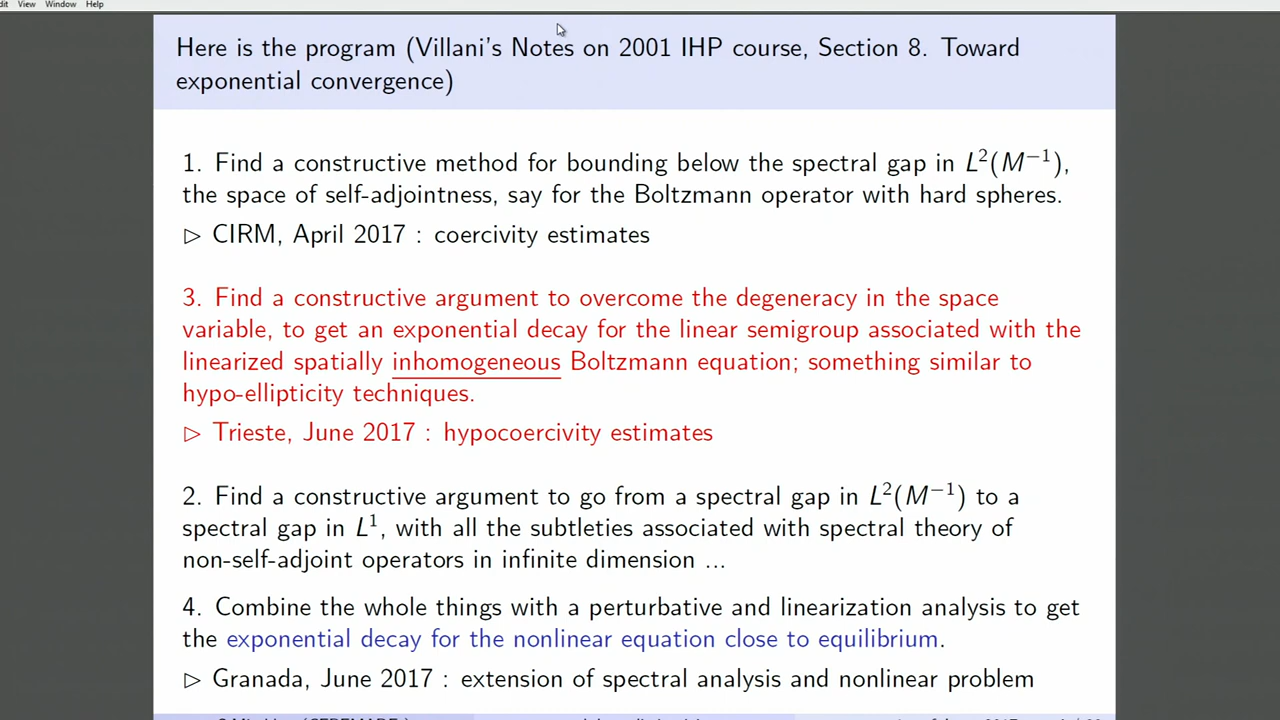 View Window Help
Here is the program (Villani's Notes on 2001 IHP course, Section 8. Toward
exponential convergence)
1. Find a constructive method for bounding below the spectral gap in L²(M⁻¹),
the space of self-adjointness, say for the Boltzmann operator with hard spheres.
▷ CIRM, April 2017 : coercivity estimates
3. Find a constructive argument to overcome the degeneracy in the space
variable, to get an exponential decay for the linear semigroup associated with the
linearized spatially inhomogeneous Boltzmann equation; something similar to
hypo-ellipticity techniques.
▷ Trieste, June 2017 : hypocoercivity estimates
2. Find a constructive argument to go from a spectral gap in L²(M⁻¹) to a
spectral gap in L¹, with all the subtleties associated with spectral theory of
non-self-adjoint operators in infinite dimension ...
4. Combine the whole things with a perturbative and linearization analysis to get
the exponential decay for the nonlinear equation close to equilibrium.
▷ Granada, June 2017 : extension of spectral analysis and nonlinear problem